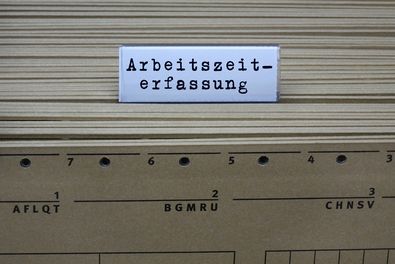 Arbeitszeit-
erfassung
7 6 5 4 3
1 2 3
AFLQT BGMRU CHNSV